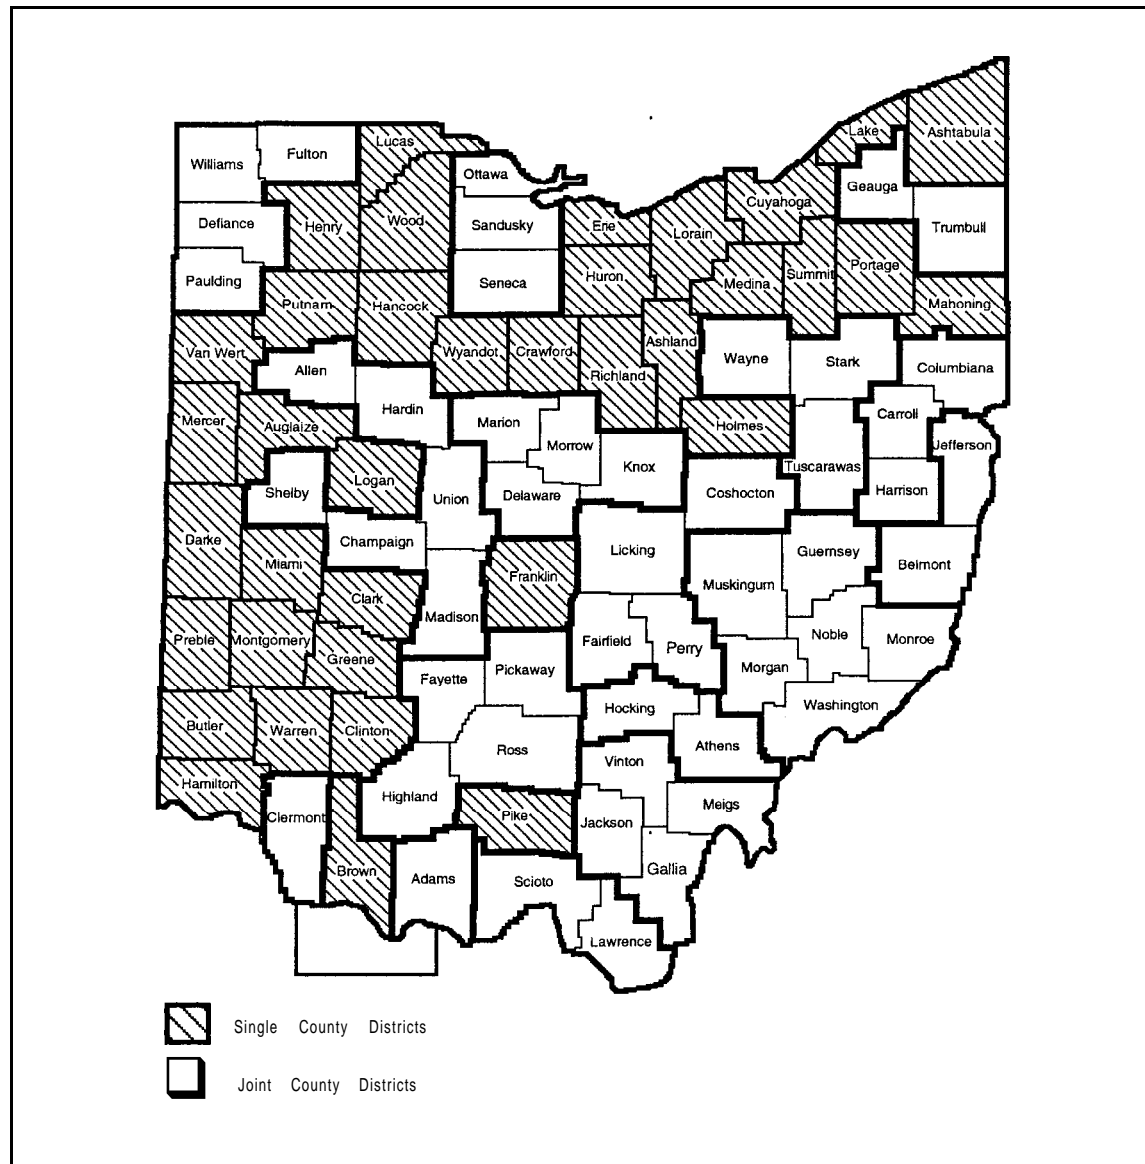 Lake
Ashtabula
Lucas
Fulton
Williams
Ottawa
Geauga
Cuyahoga
Defiance
Henry
Wood
Sandusky
Erie
Lorain
Trumbull
Paulding
Seneca
Huron
Medina
Summit
Portage
Putnam
Hancock
Mahoning
Van Wert
Wyandot
Crawford
Ashland
Wayne
Stark
Allen
Richland
Columbiana
Hardin
Mercer
Auglaize
Marion
Morrow
Holmes
Carroll
Jefferson
Knox
Tuscarawas
Logan
Shelby
Union
Delaware
Coshocton
Harrison
Darke
Champaign
Licking
Guernsey
Belmont
Miami
Franklin
Muskingum
Clark
Madison
Preble
Montgomery
Fairfield
Perry
Noble
Monroe
Greene
Pickaway
Morgan
Fayette
Hocking
Washington
Butler
Warren
Clinton
Ross
Athens
Vinton
Hamilton
Highland
Meigs
Clermont
Pike
Jackson
Brown
Adams
Scioto
Gallia
Lawrence
Single County Districts
Joint County Districts